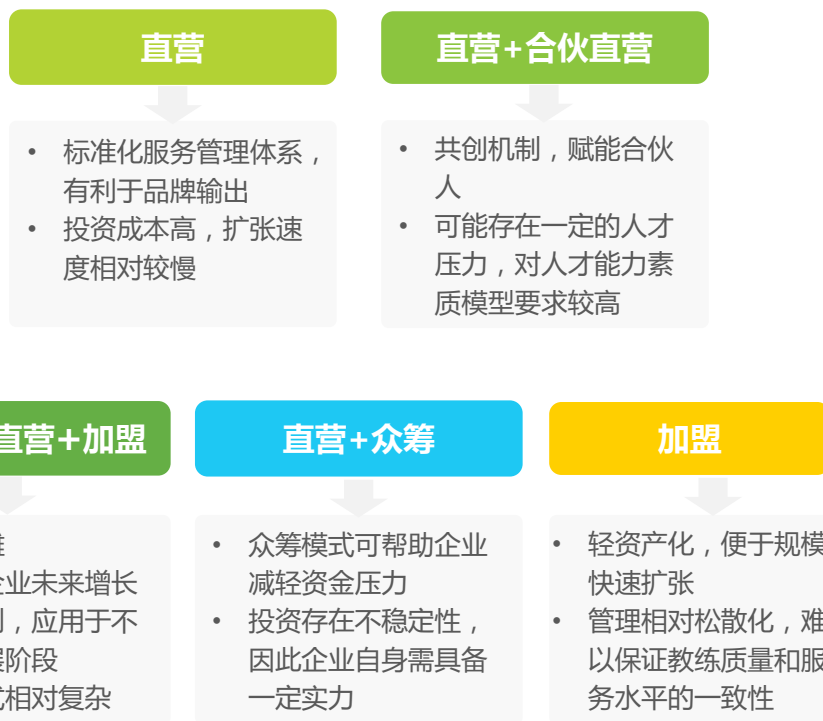 直营
• 标准化服务管理体系，
有利于品牌输出
• 投资成本高，扩张速
度相对较慢
直营+合伙直营
• 共创机制，赋能合伙
人
• 可能存在一定的人才
压力，对人才能力素
质模型要求较高
直营+加盟
企业未来增长
，应用于不
展阶段
式相对复杂
直营+众筹
• 众筹模式可帮助企业
减轻资金压力
• 投资存在不稳定性，
因此企业自身需具备
一定实力
加盟
• 轻资产化，便于规模
快速扩张
• 管理相对松散化，难
以保证教练质量和服
务水平的一致性